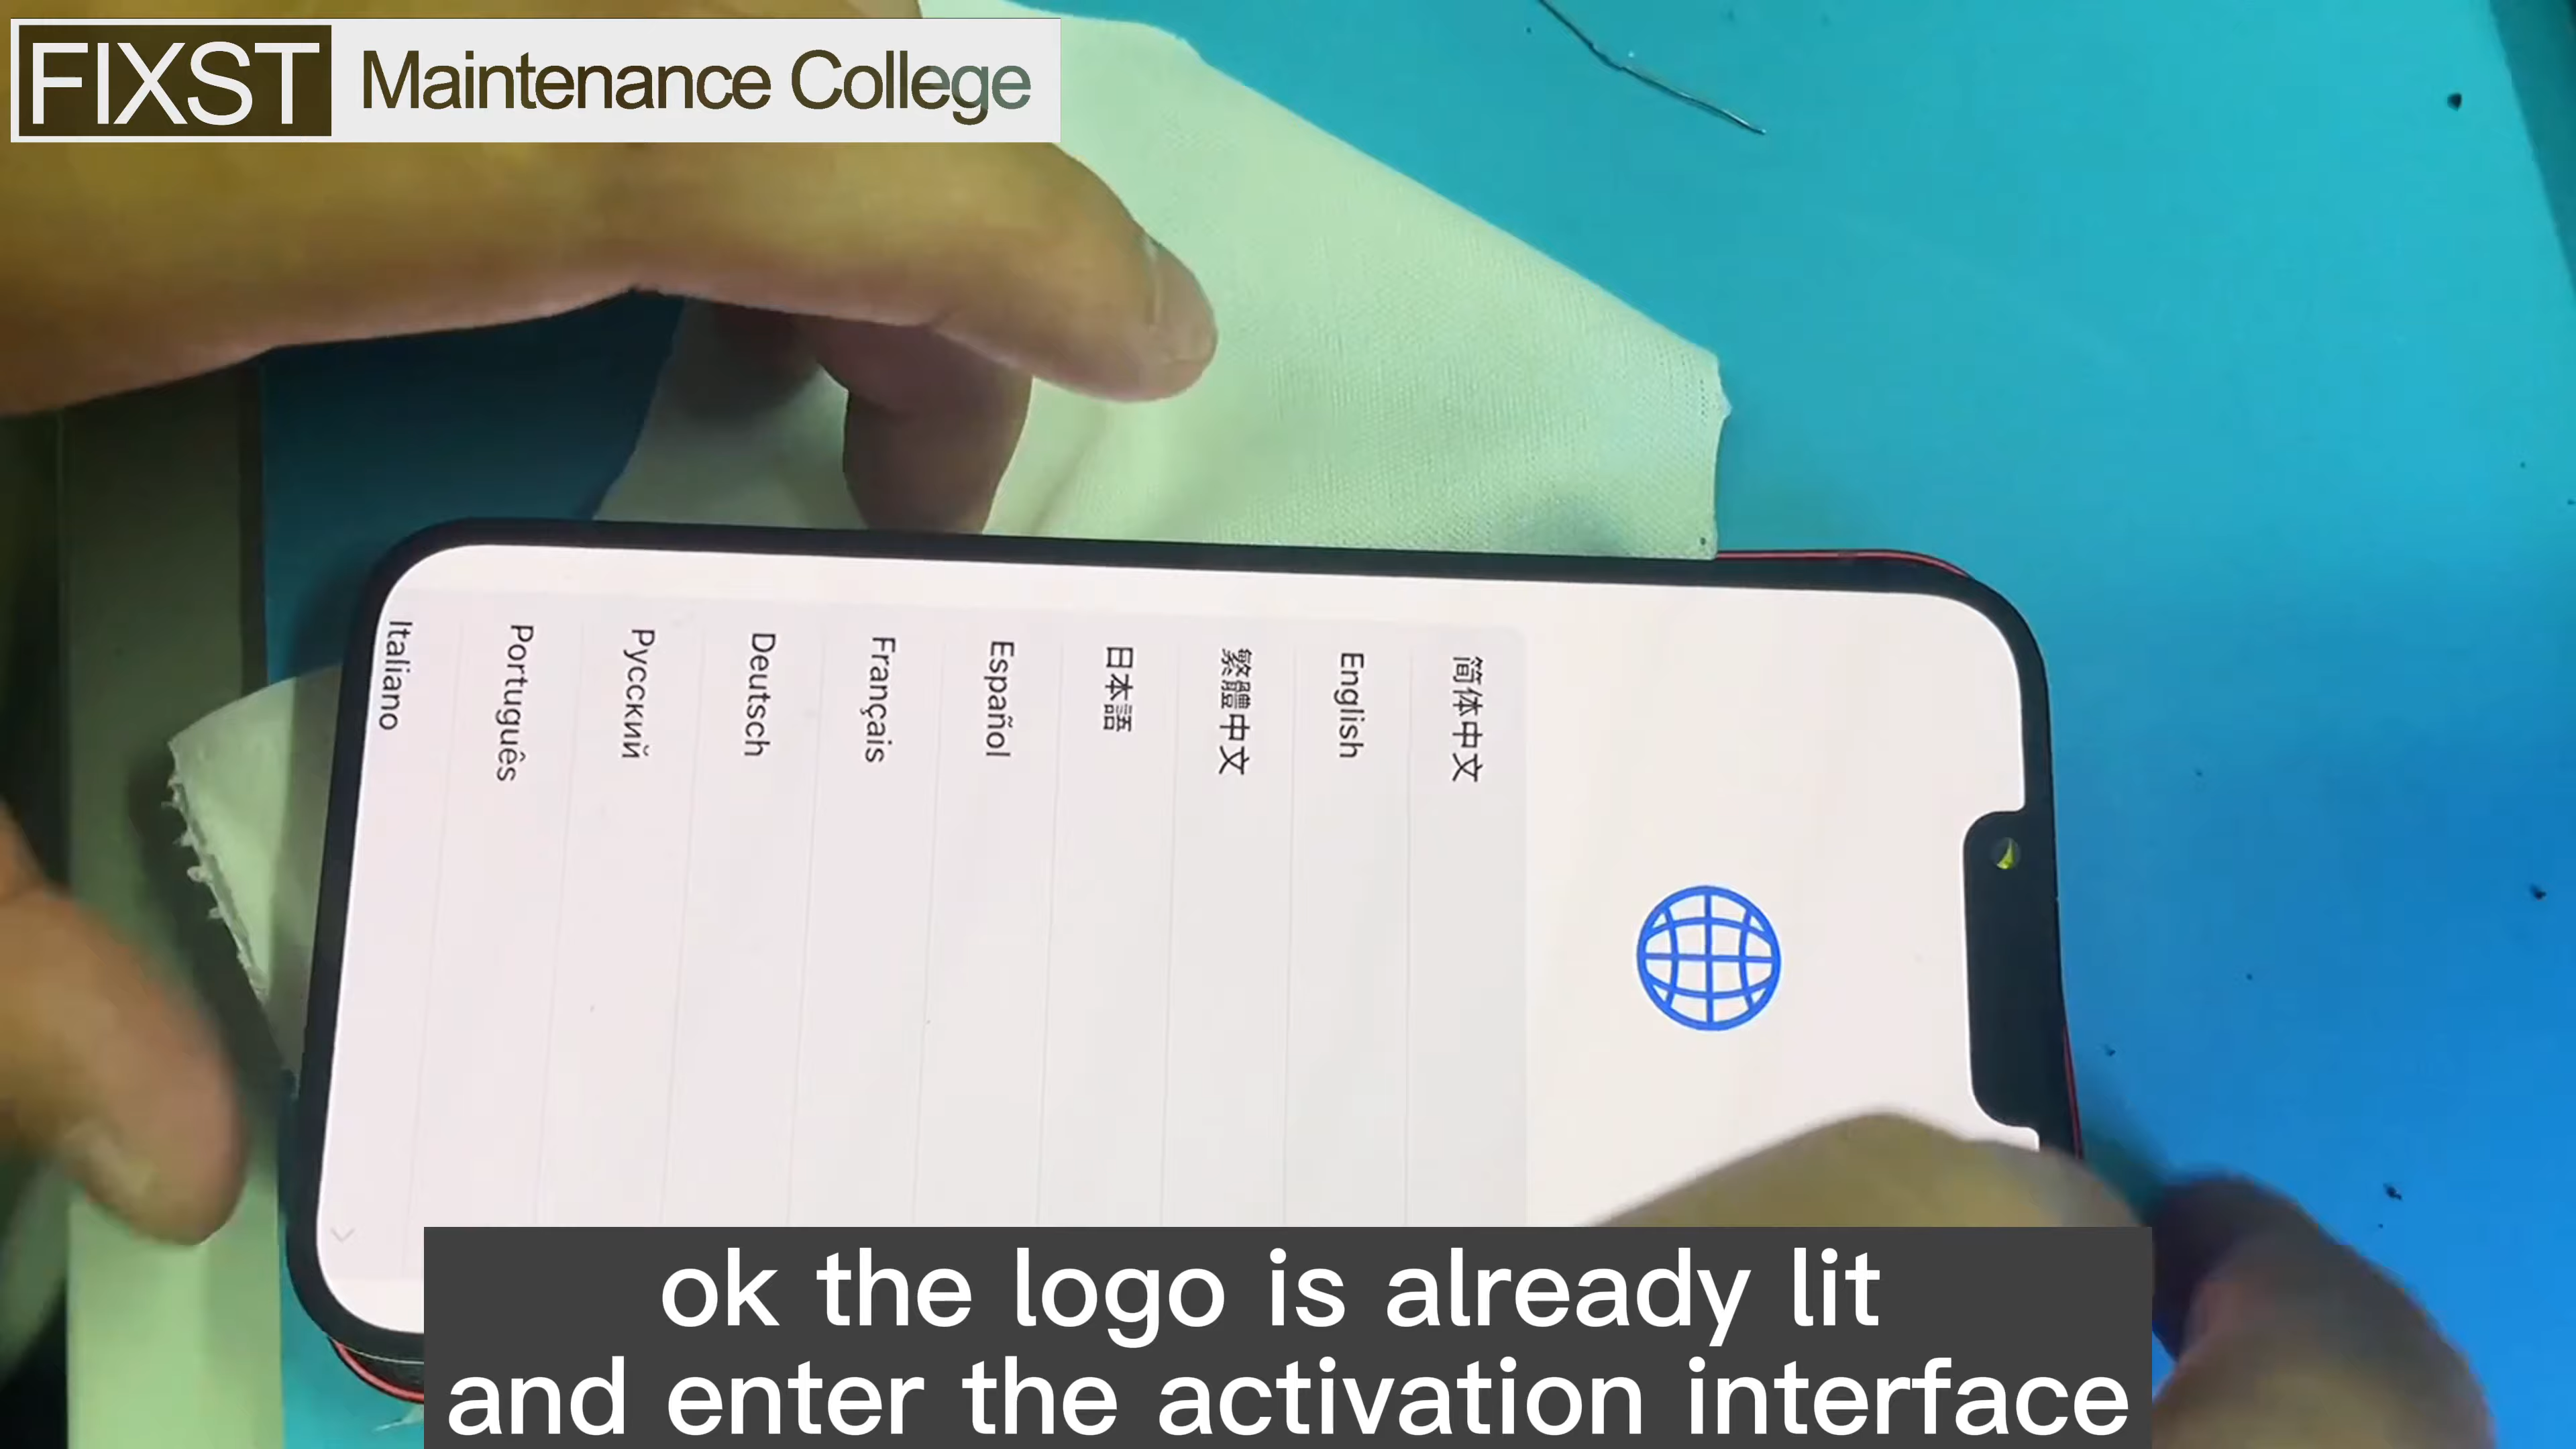 FIXST Maintenance College
简体中文
English
繁體中文
日本語
Español
Français
Deutsch
Русский
Português
Italiano
ok the logo is already lit
and enter the activation interface